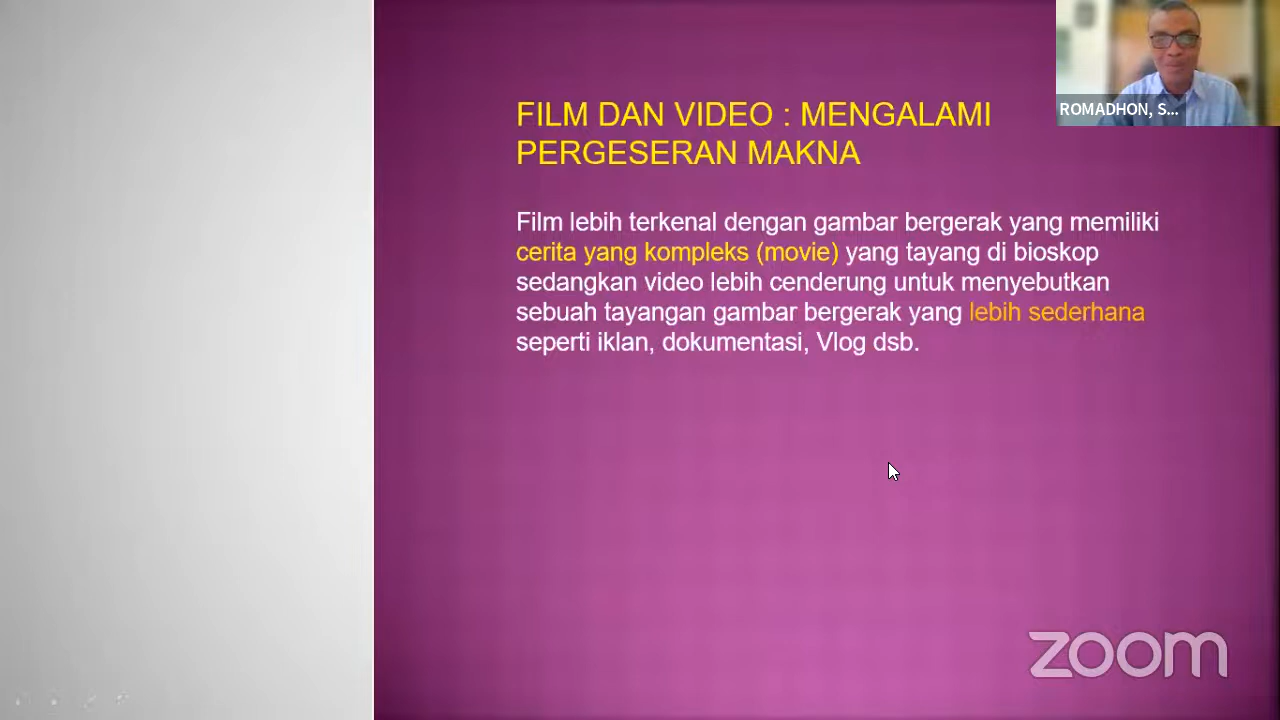 FILM DAN VIDEO : MENGALAMI
PERGESERAN MAKNA
ROMADHON, S...
Film lebih terkenal dengan gambar bergerak yang memiliki
cerita yang kompleks (movie) yang tayang di bioskop
sedangkan video lebih cenderung untuk menyebutkan
sebuah tayangan gambar bergerak yang lebih sederhana
seperti iklan, dokumentasi, Vlog dsb.
zoom